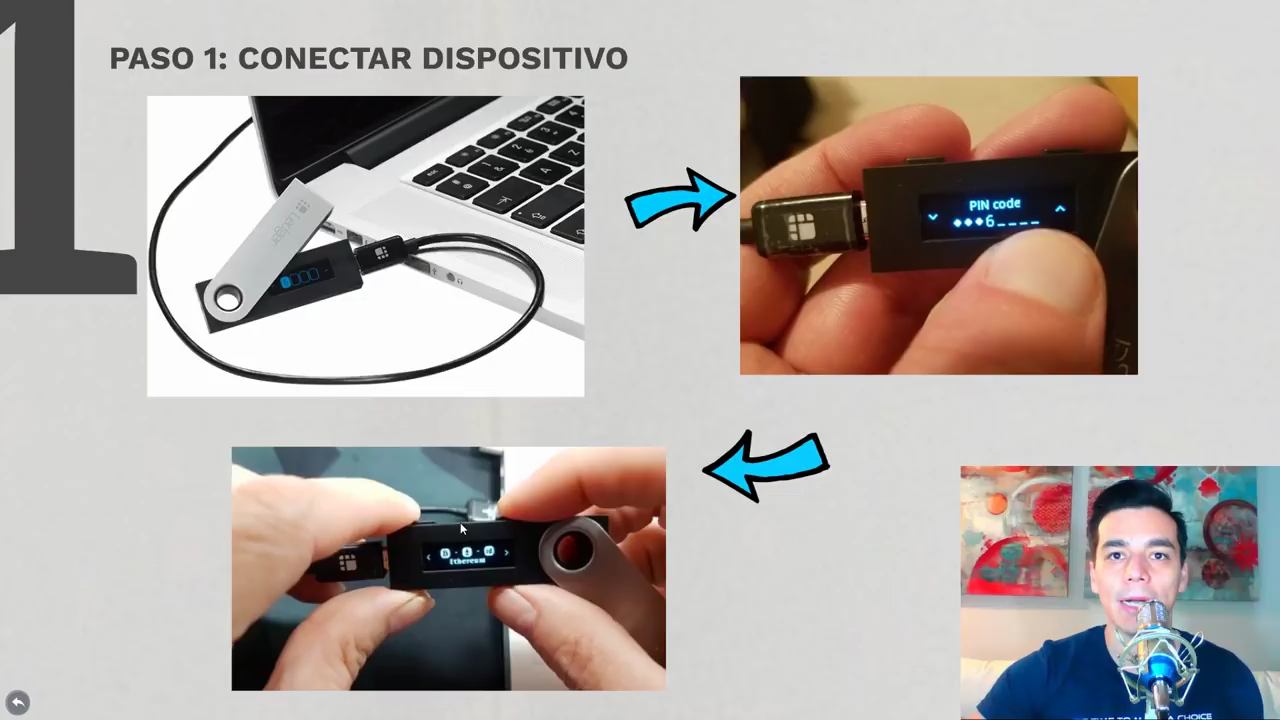 1
PASO 1: CONECTAR DISPOSITIVO
Ledger
PIN code
6____
Ethereum